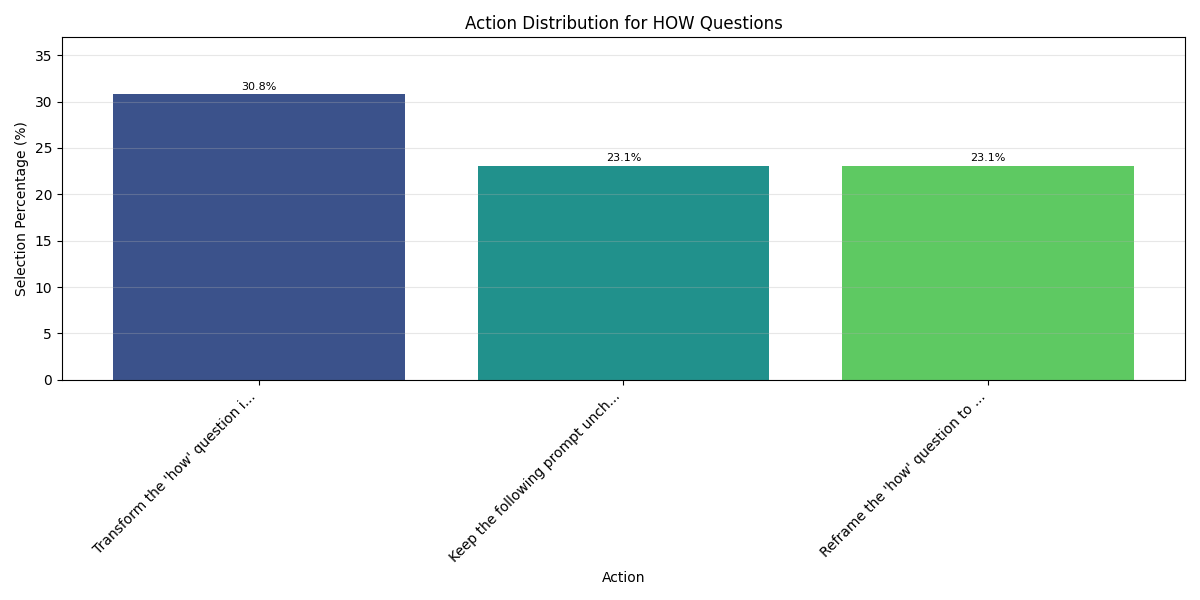 Action Distribution for HOW Questions
Selection Percentage (%)
35
30
25
20
15
10
5
0
30.8%
23.1%
23.1%
Transform the 'how' question i...
Keep the following prompt unch...
Reframe the 'how' question to ...
Action